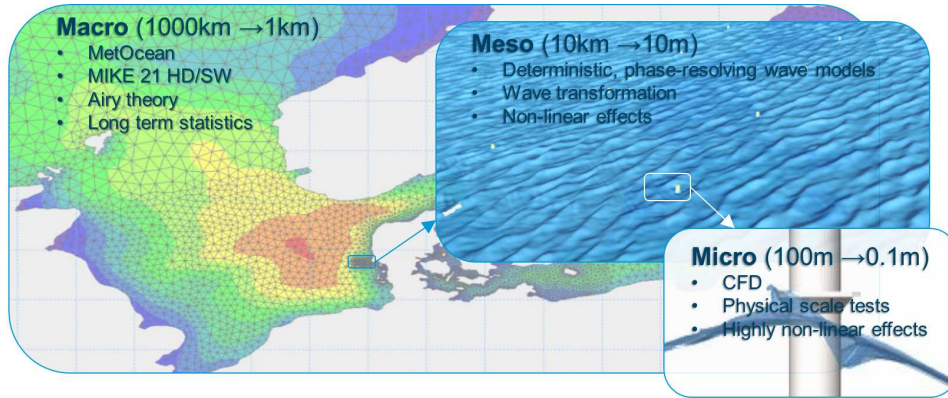 Macro (1000km →1km)
• MetOcean
• MIKE 21 HD/SW
• Airy theory
• Long term statistics
Meso (10km →10m)
• Deterministic, phase-resolving wave models
• Wave transformation
• Non-linear effects
Micro (100m →0.1m)
• CFD
• Physical scale tests
• Highly non-linear effects